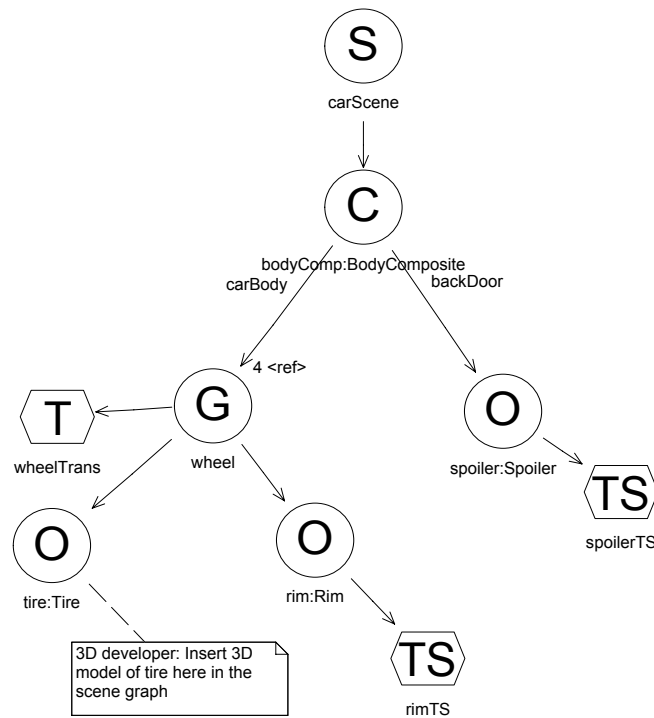 S
carScene
C
bodyComp:BodyComposite
carBody
backDoor
4 <ref>
G
T
O
wheel
wheelTrans
spoiler:Spoiler
TS
spoilerTS
O
O
tire:Tire
rim:Rim
3D developer: Insert 3D
model of tire here in the
scene graph
TS
rimTS